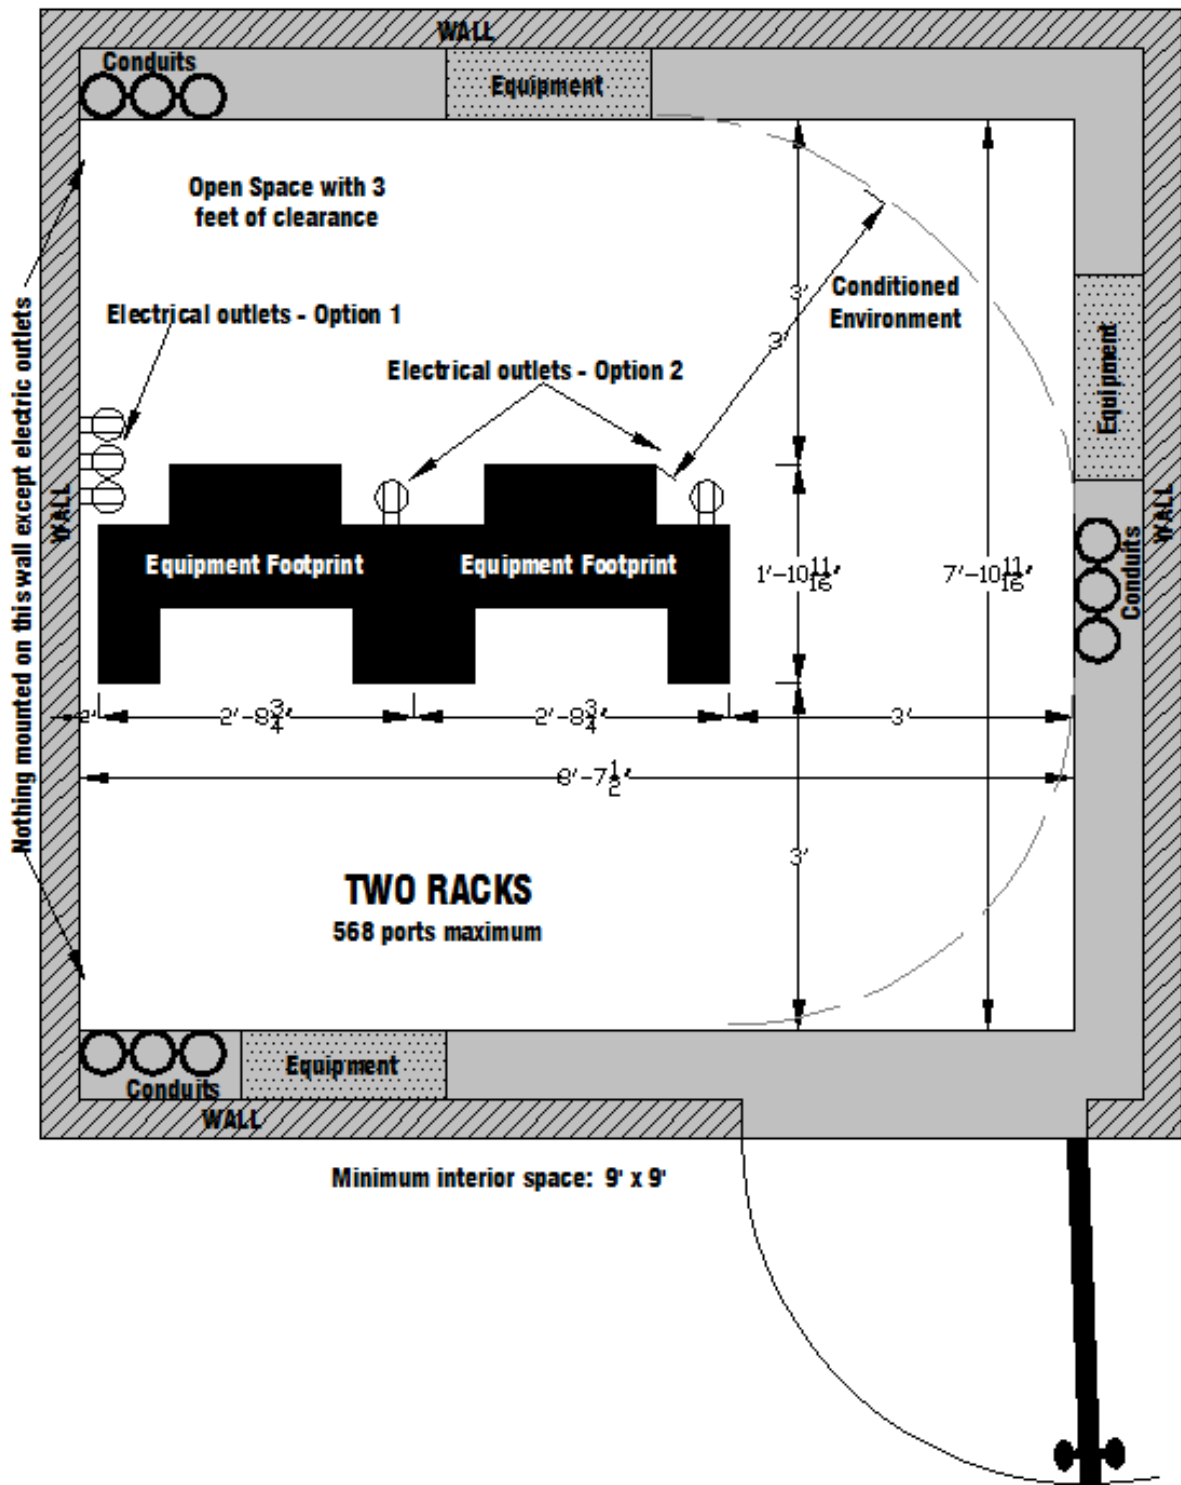 WALL
Conduits
Equipment
Open Space with 3
feet of clearance
Conditioned
Environment
3'
3'
Electrical outlets - Option 1
Electrical outlets - Option 2
Nothing mounted on this wall except electric outlets
WALL
Equipment
WALL
Conduits
Equipment Footprint
Equipment Footprint
1'-10 11/16"
7'-10 11/16"
2'-8 3/4"
2'-8 3/4"
3'
8'-7 1/2"
3'
TWO RACKS
568 ports maximum
Conduits
Equipment
WALL
Minimum interior space: 9' x 9'